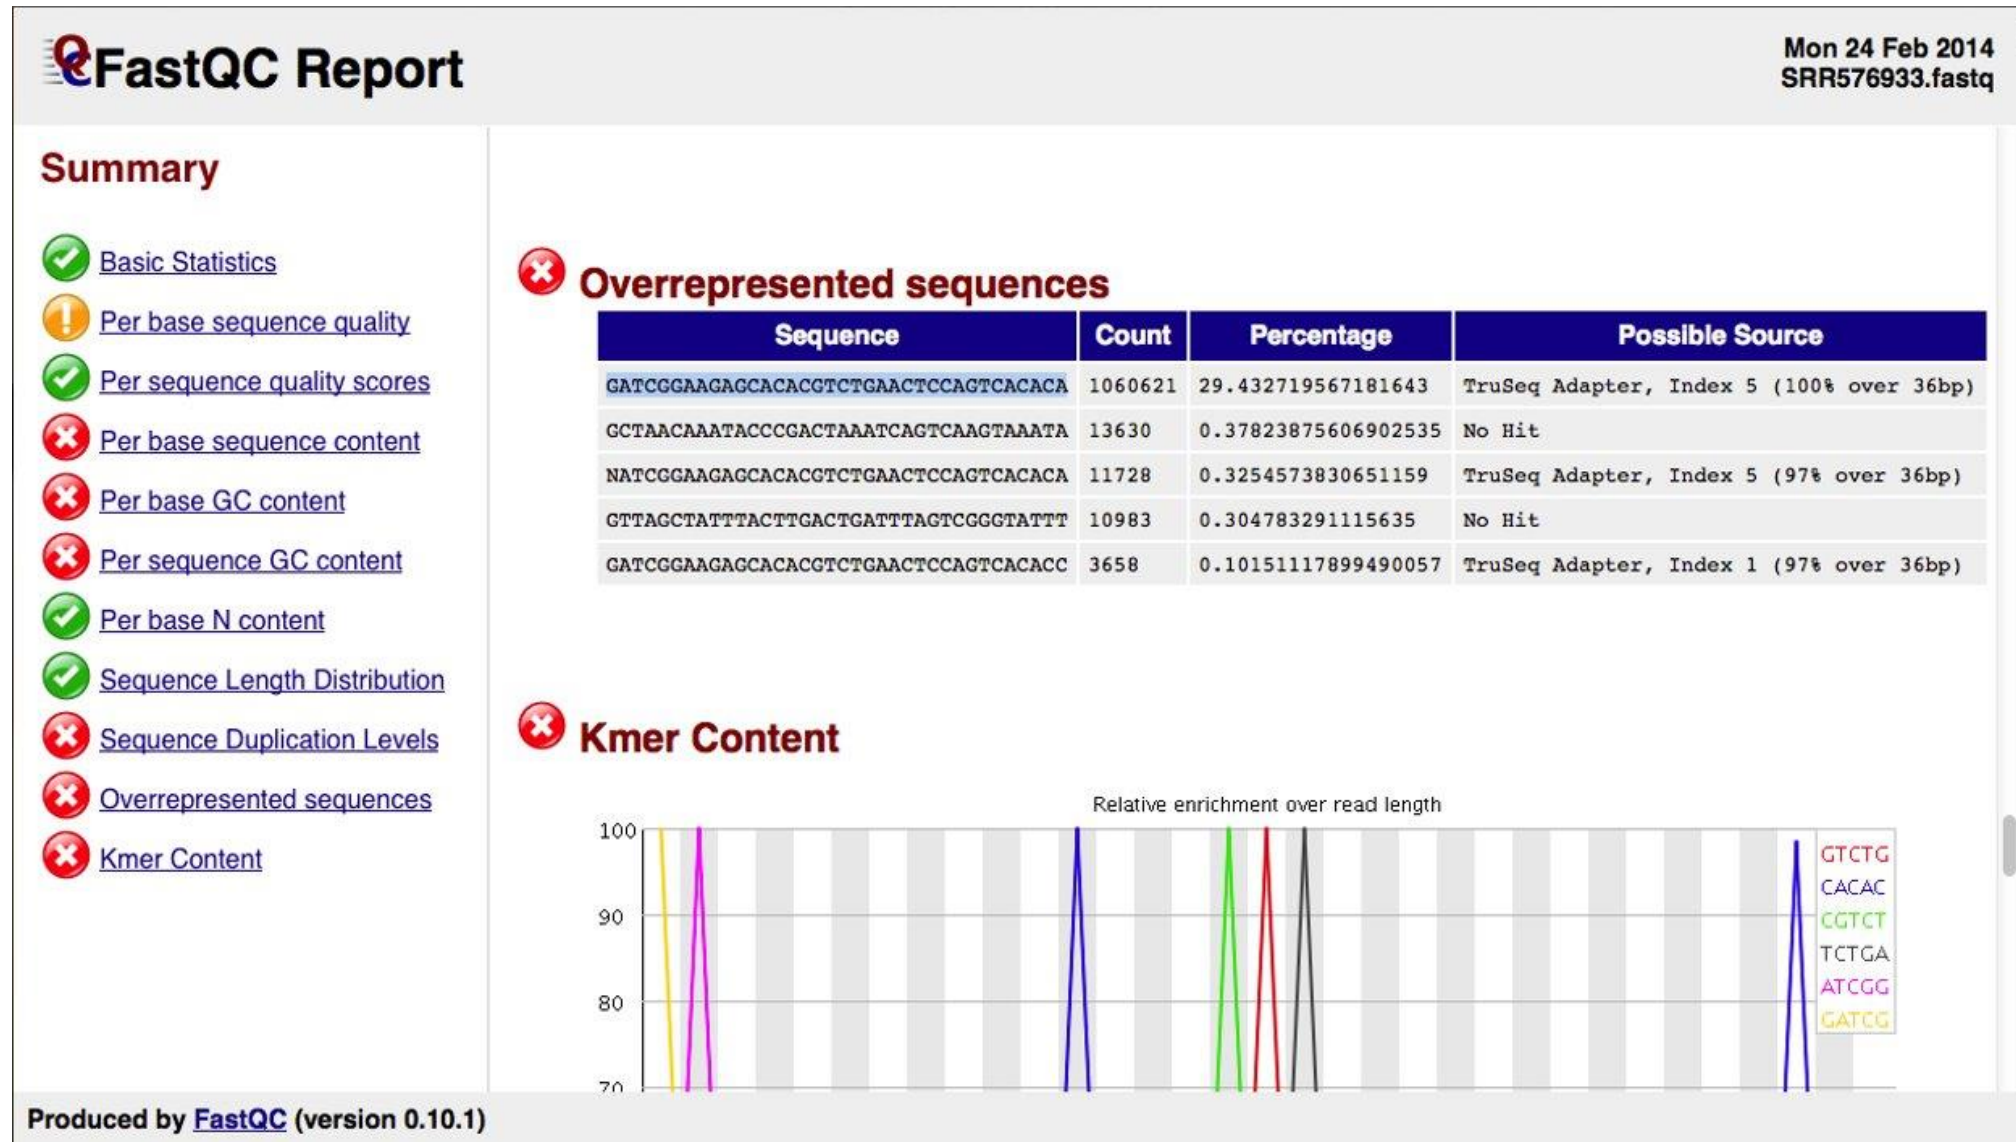 FastQC Report
Mon 24 Feb 2014
SRR576933.fastq
Summary
Basic Statistics
Per base sequence quality
Per sequence quality scores
Per base sequence content
Per base GC content
Per sequence GC content
Per base N content
Sequence Length Distribution
Sequence Duplication Levels
Overrepresented sequences
Kmer Content
Overrepresented sequences
Sequence Count Percentage Possible Source
GATCGGAAGAGCACACGTCTGAACTCCAGTCACACA 1060621 29.432719567181643 TruSeq Adapter, Index 5 (100% over 36bp)
GCTAACAAATACCCGACTAAATCAGTCAAGTAAATA 13630 0.37823875606902535 No Hit
NATCGGAAGAGCACACGTCTGAACTCCAGTCACACA 11728 0.3254573830651159 TruSeq Adapter, Index 5 (97% over 36bp)
GTTAGCTATTTACTTGACTGATTTAGTCGGGTATTT 10983 0.304783291115635 No Hit
GATCGGAAGAGCACACGTCTGAACTCCAGTCACACC 3658 0.10151117899490057 TruSeq Adapter, Index 1 (97% over 36bp)
Kmer Content
Relative enrichment over read length
100
90
80
70
GTCTG
CACAC
CGTCT
TCTGA
ATCGG
GATCG
Produced by FastQC (version 0.10.1)